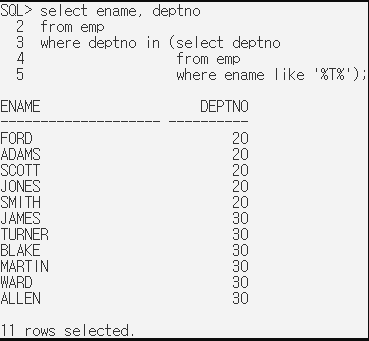 SQL> select ename, deptno
  2  from emp
  3  where deptno in (select deptno
  4                   from emp
  5                   where ename like '%T%');
ENAME                    DEPTNO
-------------------- ----------
FORD                         20
ADAMS                        20
SCOTT                        20
JONES                        20
SMITH                        20
JAMES                        30
TURNER                       30
BLAKE                        30
MARTIN                       30
WARD                         30
ALLEN                        30
11 rows selected.